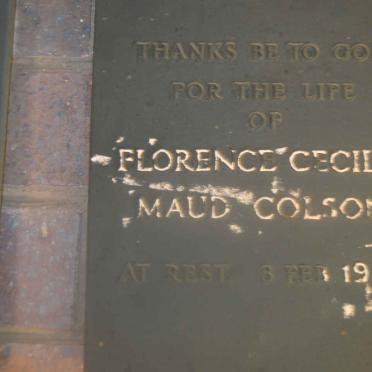 THANKS BE TO GO
FOR THE LIFE
OF
FLORENCE CECIL
MAUD COLSON
AT REST 3 FEB 19